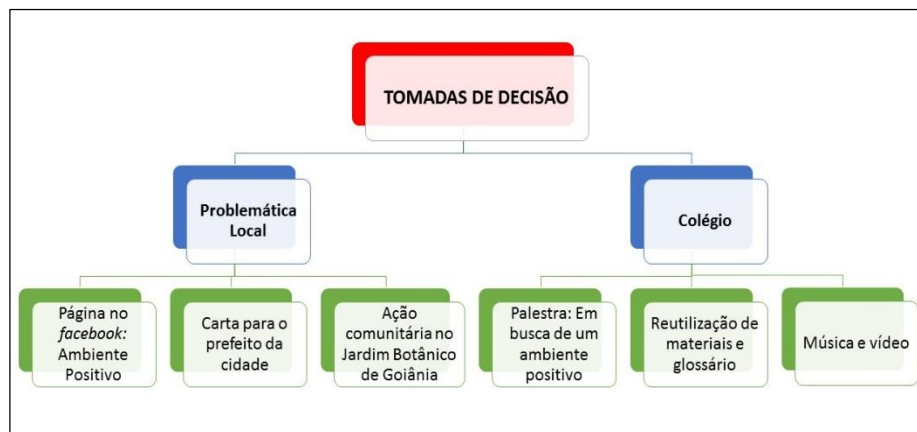 TOMADAS DE DECISÃO
Problemática
Local
Colégio
Página no
facebook:
Ambiente
Positivo
Carta para o
prefeito da
cidade
Ação
comunitária no
Jardim Botânico
de Goiânia
Palestra: Em
busca de um
ambiente
positivo
Reutilização de
materiais e
glossário
Música e vídeo